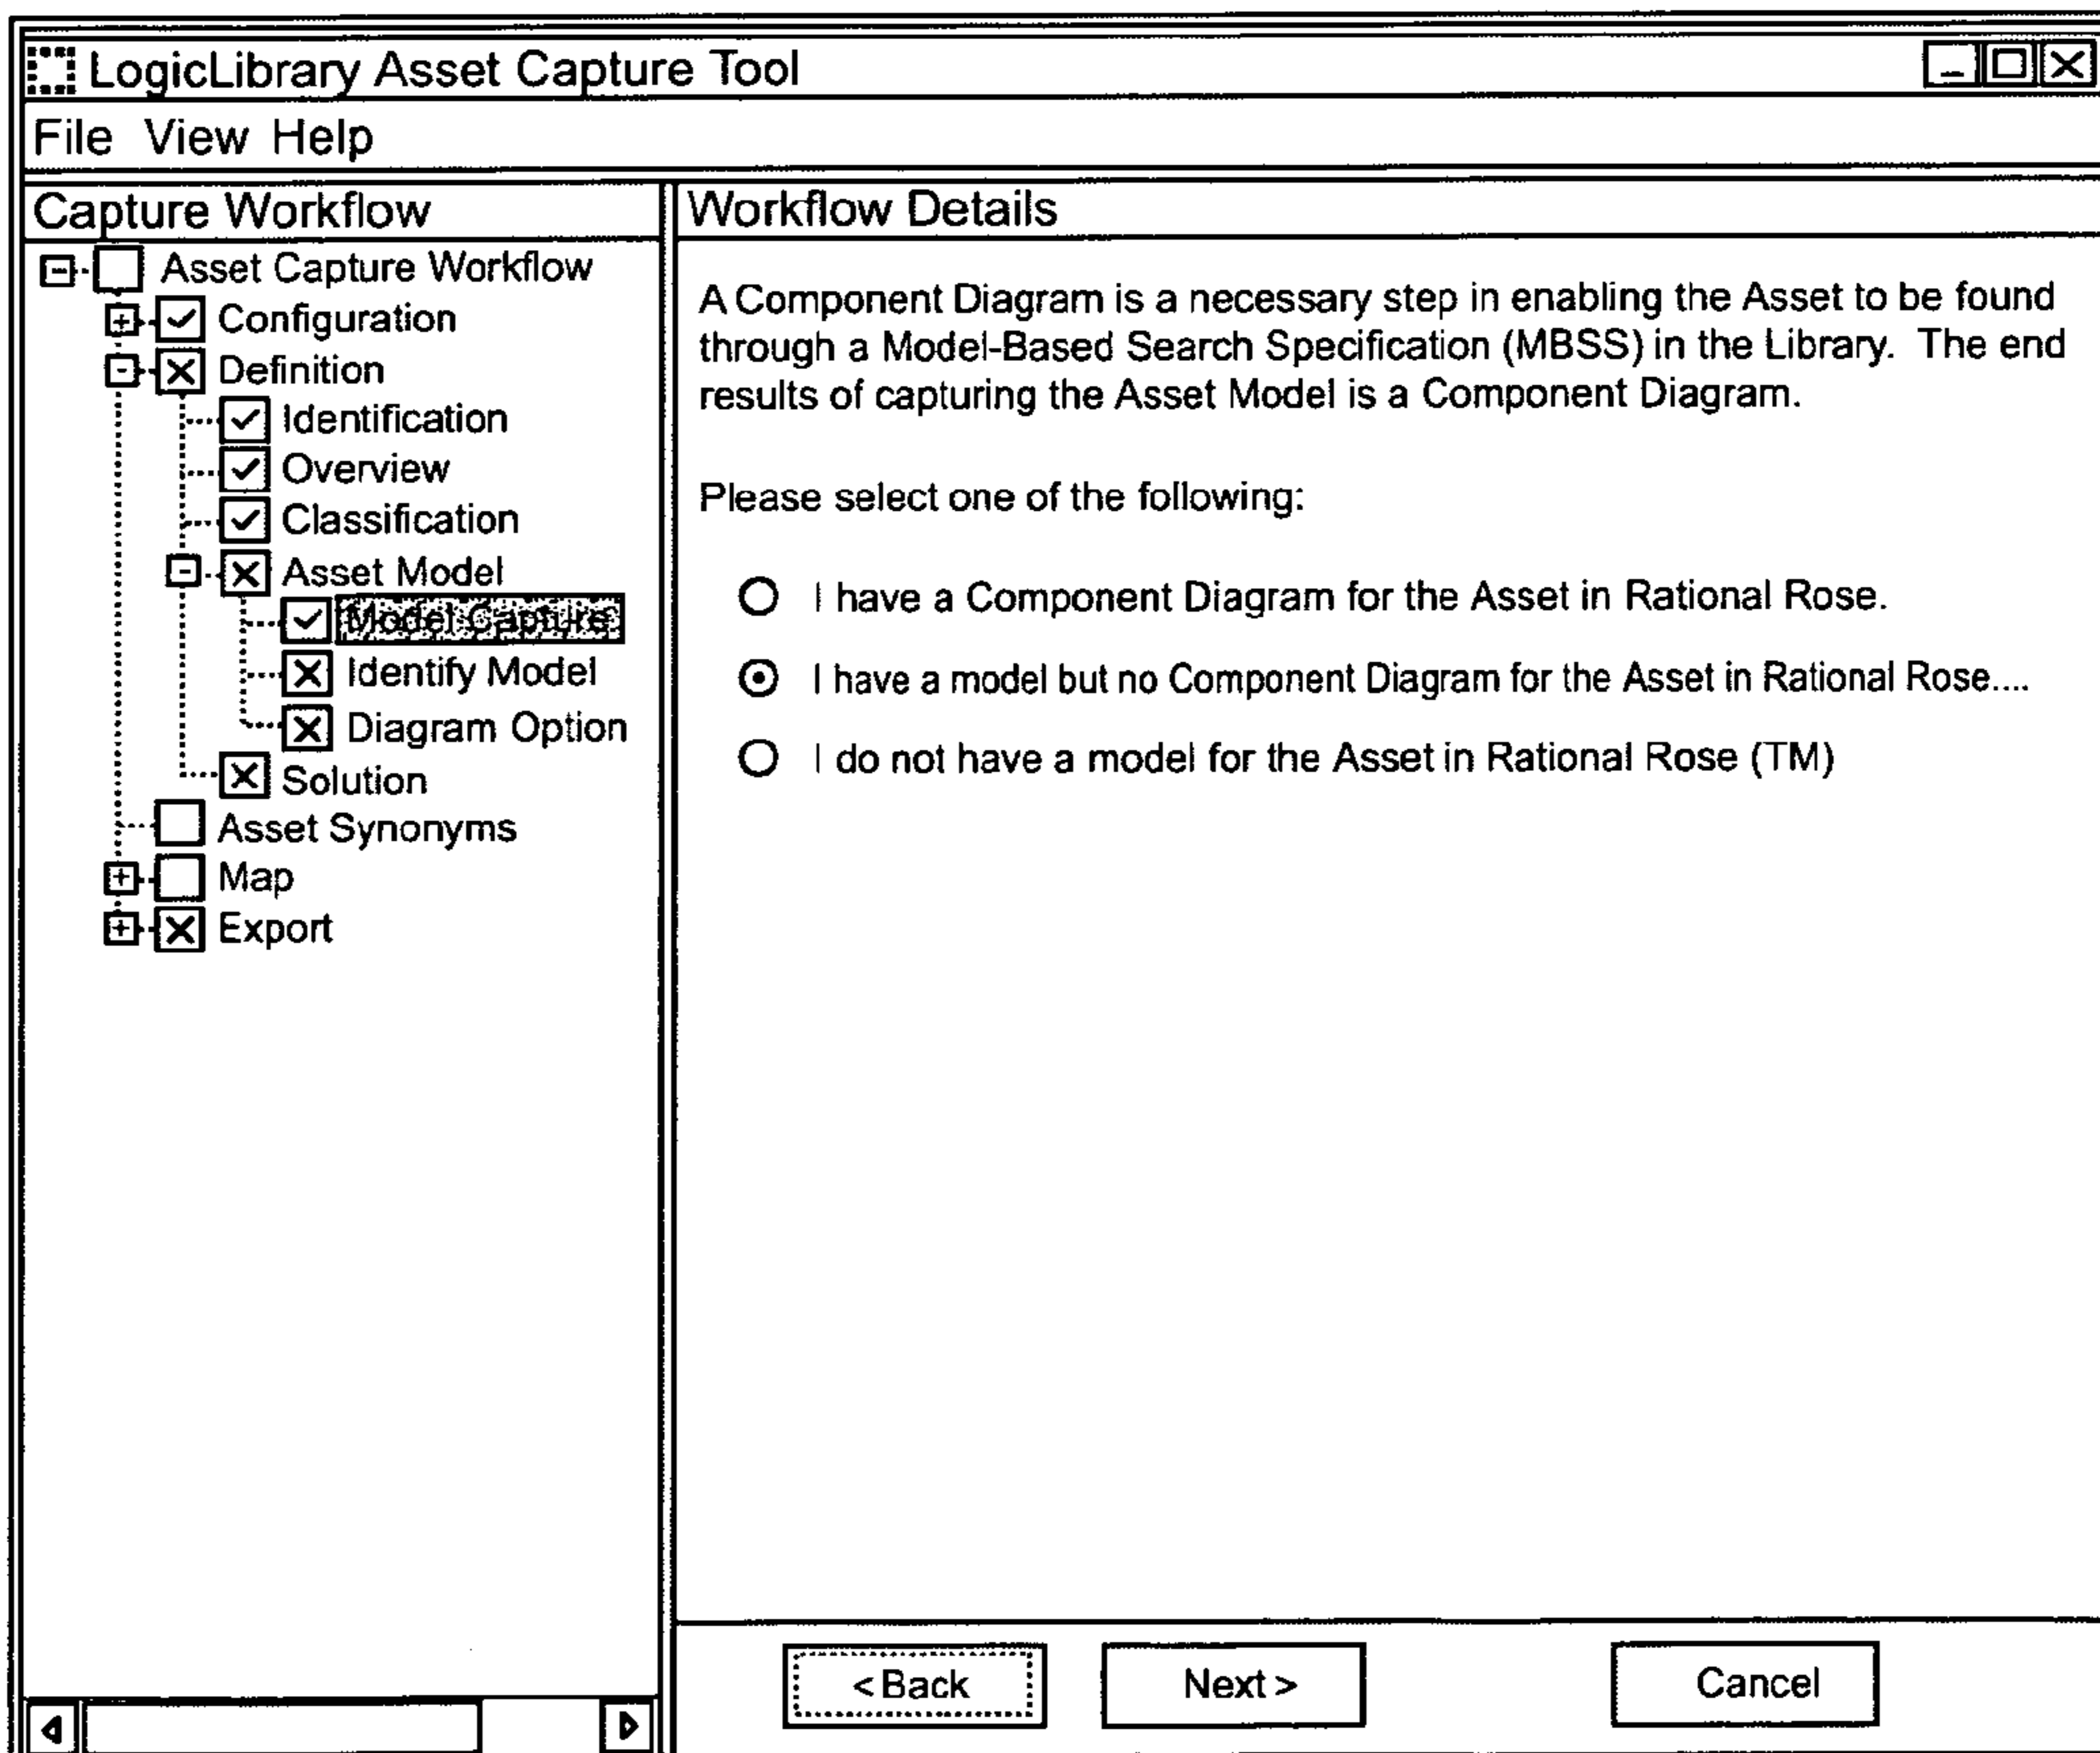 LogicLibrary Asset Capture Tool
File View Help
Capture Workflow
Asset Capture Workflow
Configuration
Definition
Identification
Overview
Classification
Asset Model
Model Capture
Identify Model
Diagram Option
Solution
Asset Synonyms
Map
Export
Workflow Details
A Component Diagram is a necessary step in enabling the Asset to be found
through a Model-Based Search Specification (MBSS) in the Library. The end
results of capturing the Asset Model is a Component Diagram.
Please select one of the following:
I have a Component Diagram for the Asset in Rational Rose.
I have a model but no Component Diagram for the Asset in Rational Rose....
I do not have a model for the Asset in Rational Rose (TM)
<Back Next> Cancel